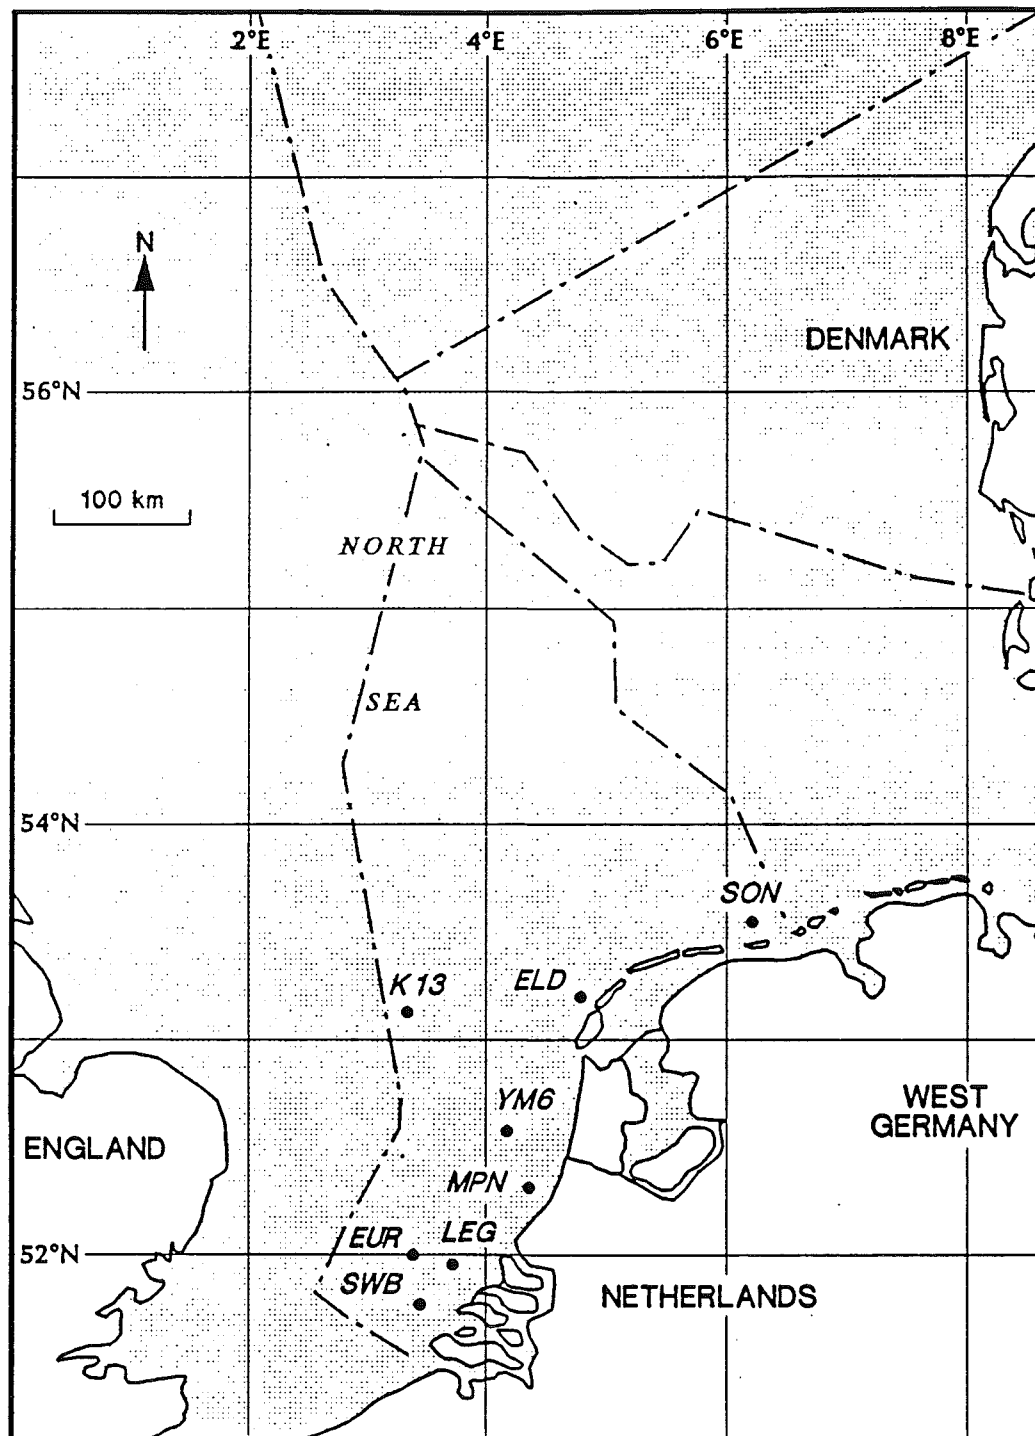 2°E 4°E 6°E 8°E
N
DENMARK
56°N
100 km
NORTH
SEA
54°N
SON
K13
ELD
YM6
WEST
GERMANY
ENGLAND
MPN
EUR
LEG
52°N
SWB
NETHERLANDS